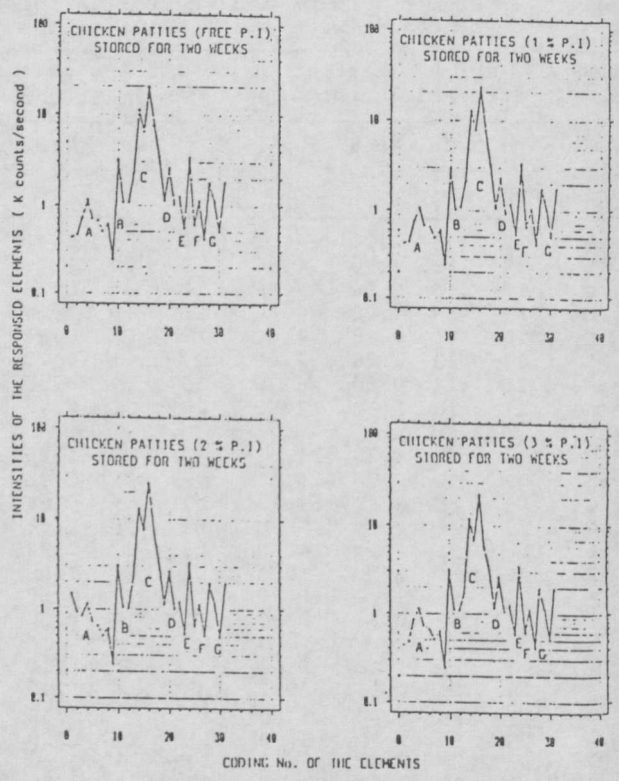 INTENSITIES OF THE RESPONSED ELEMENTS ( K counts/second )
CHICKEN PATTIES (FREE P.I)
STORED FOR TWO WEEKS
100
10
1
0.1
A
B
C
D
E
F
G
0 10 20 30 40
CHICKEN PATTIES (1 % P.I)
STORED FOR TWO WEEKS
100
10
1
0.1
A
B
C
D
E
F
G
0 10 20 30 40
CHICKEN PATTIES (2 % P.I)
STORED FOR TWO WEEKS
100
10
1
0.1
A
B
C
D
E
F
G
0 10 20 30 40
CHICKEN PATTIES (3 % P.I)
STORED FOR TWO WEEKS
100
10
1
0.1
A
B
C
D
E
F
G
0 10 20 30 40
CODING No. OF THE ELEMENTS